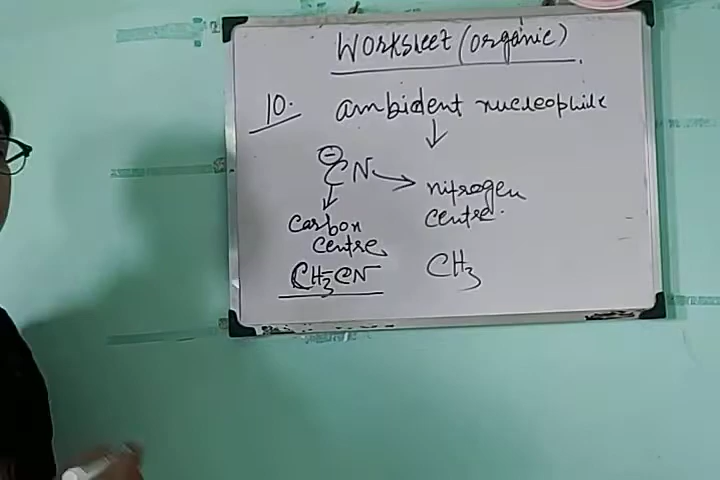 Worksheet (organic)
10. ambident nucleophile
⊖
CN
nitrogen
centre.
carbon
centre
CH3CN
CH3